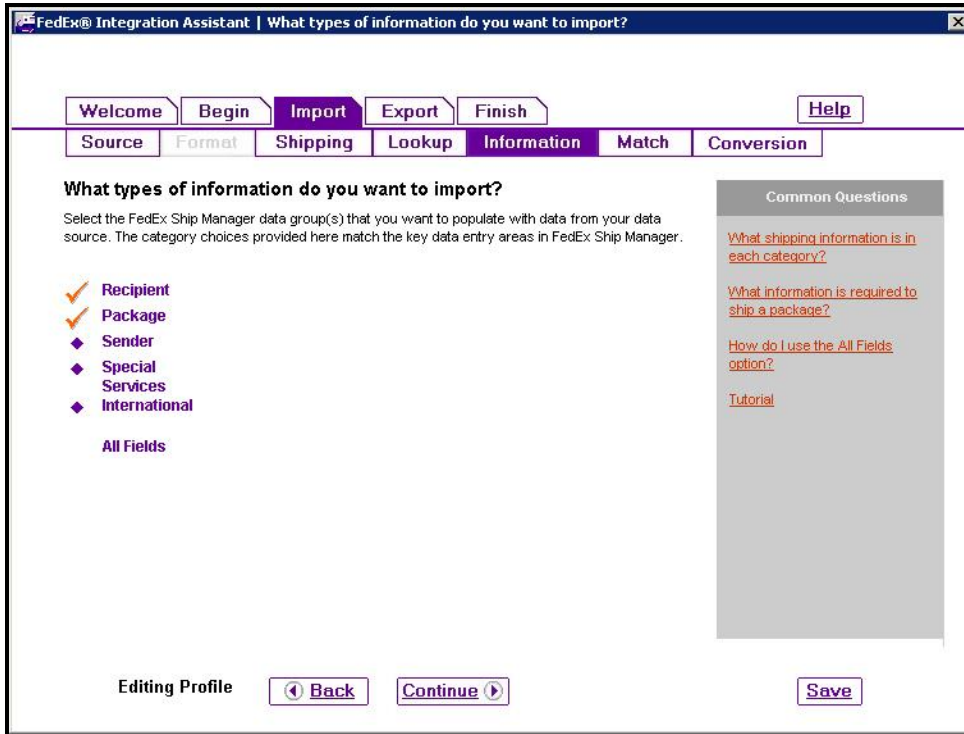 FedEx® Integration Assistant | What types of information do you want to import?
Welcome Begin Import Export Finish Help
Source Format Shipping Lookup Information Match Conversion
What types of information do you want to import?
Select the FedEx Ship Manager data group(s) that you want to populate with data from your data
source. The category choices provided here match the key data entry areas in FedEx Ship Manager.
Recipient
Package
Sender
Special
Services
International
All Fields
Common Questions
What shipping information is in
each category?
What information is required to
ship a package?
How do I use the All Fields
option?
Tutorial
Editing Profile Back Continue Save